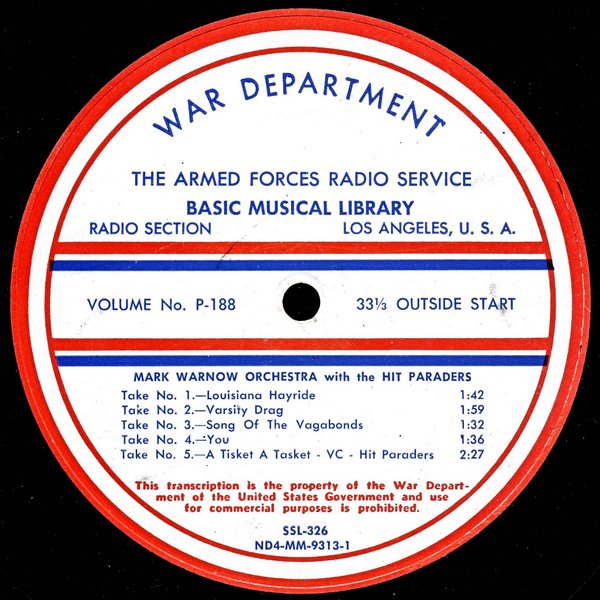 WAR DEPARTMENT
THE ARMED FORCES RADIO SERVICE
BASIC MUSICAL LIBRARY
RADIO SECTION LOS ANGELES, U. S. A.
VOLUME No. P-188 33⅓ OUTSIDE START
MARK WARNOW ORCHESTRA with the HIT PARADERS
Take No. 1.—Louisiana Hayride 1:42
Take No. 2.—Varsity Drag 1:59
Take No. 3.—Song Of The Vagabonds 1:32
Take No. 4.—You 1:36
Take No. 5.—A Tisket A Tasket - VC - Hit Paraders 2:27
This transcription is the property of the War Depart-
ment of the United States Government and use
for commercial purposes is prohibited.
SSL-326
ND4-MM-9313-1